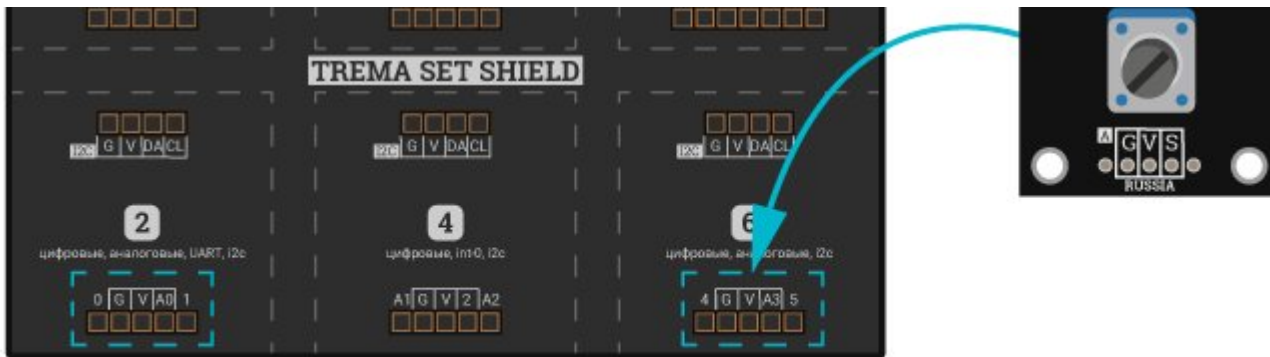 TREMA SET SHIELD
I2C G V DA CL
I2C G V DA CL
I2C G V DA CL
A G V S
RUSSIA
2
4
6
цифровые, аналоговые, UART, i2c
цифровые, int-0, i2c
цифровые, аналоговые, i2c
0 G V A0 1
A1 G V 2 A2
4 G V A3 5